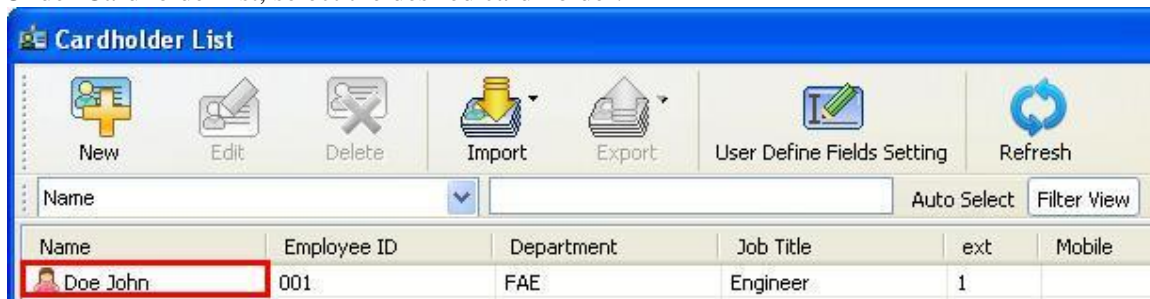 Cardholder List
New Edit Delete Import Export User Define Fields Setting Refresh
Name Auto Select Filter View
Name Employee ID Department Job Title ext Mobile
Doe John 001 FAE Engineer 1